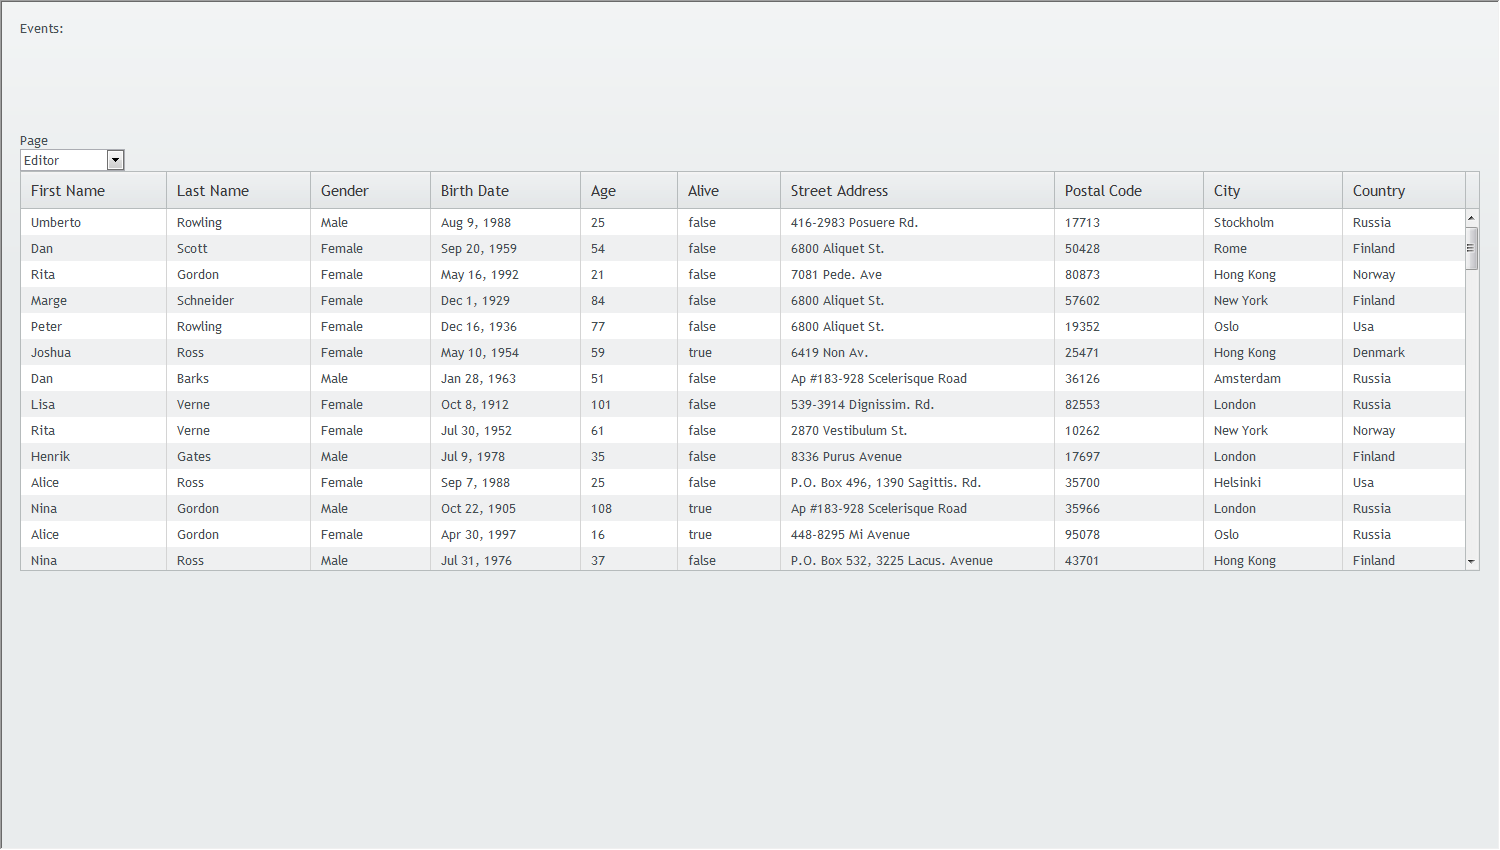 Events:
Page
Editor
First Name Last Name Gender Birth Date Age Alive Street Address Postal Code City Country
Umberto Rowling Male Aug 9, 1988 25 false 416-2983 Posuere Rd. 17713 Stockholm Russia
Dan Scott Female Sep 20, 1959 54 false 6800 Aliquet St. 50428 Rome Finland
Rita Gordon Female May 16, 1992 21 false 7081 Pede. Ave 80873 Hong Kong Norway
Marge Schneider Female Dec 1, 1929 84 false 6800 Aliquet St. 57602 New York Finland
Peter Rowling Female Dec 16, 1936 77 false 6800 Aliquet St. 19352 Oslo Usa
Joshua Ross Female May 10, 1954 59 true 6419 Non Av. 25471 Hong Kong Denmark
Dan Barks Male Jan 28, 1963 51 false Ap #183-928 Scelerisque Road 36126 Amsterdam Russia
Lisa Verne Female Oct 8, 1912 101 false 539-3914 Dignissim. Rd. 82553 London Russia
Rita Verne Female Jul 30, 1952 61 false 2870 Vestibulum St. 10262 New York Norway
Henrik Gates Male Jul 9, 1978 35 false 8336 Purus Avenue 17697 London Finland
Alice Ross Female Sep 7, 1988 25 false P.O. Box 496, 1390 Sagittis. Rd. 35700 Helsinki Usa
Nina Gordon Male Oct 22, 1905 108 true Ap #183-928 Scelerisque Road 35966 London Russia
Alice Gordon Female Apr 30, 1997 16 true 448-8295 Mi Avenue 95078 Oslo Russia
Nina Ross Male Jul 31, 1976 37 false P.O. Box 532, 3225 Lacus. Avenue 43701 Hong Kong Finland